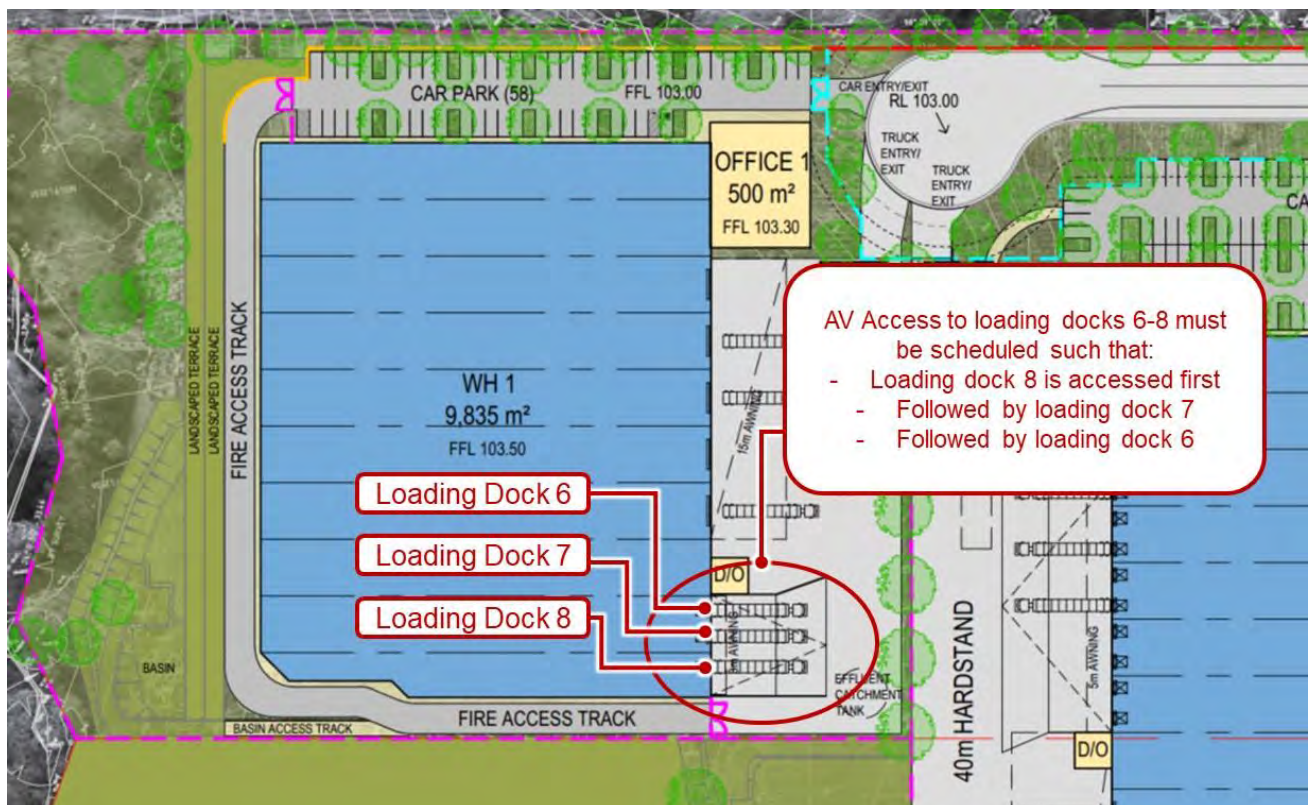 CAR PARK (58)
FFL 103.00
CAR ENTRY/EXIT
RL 103.00
TRUCK
ENTRY/
EXIT
TRUCK
ENTRY/
EXIT
OFFICE 1
500 m²
FFL 103.30
CA
LANDSCAPED TERRACE
LANDSCAPED TERRACE
FIRE ACCESS TRACK
WH 1
9,835 m²
FFL 103.50
15m AWNING
AV Access to loading docks 6-8 must
be scheduled such that:
- Loading dock 8 is accessed first
- Followed by loading dock 7
- Followed by loading dock 6
Loading Dock 6
Loading Dock 7
Loading Dock 8
D/O
5m AWNING
EFFLUENT
CATCHMENT
TANK
BASIN
BASIN ACCESS TRACK
FIRE ACCESS TRACK
40m HARDSTAND
5m AWNING
D/O